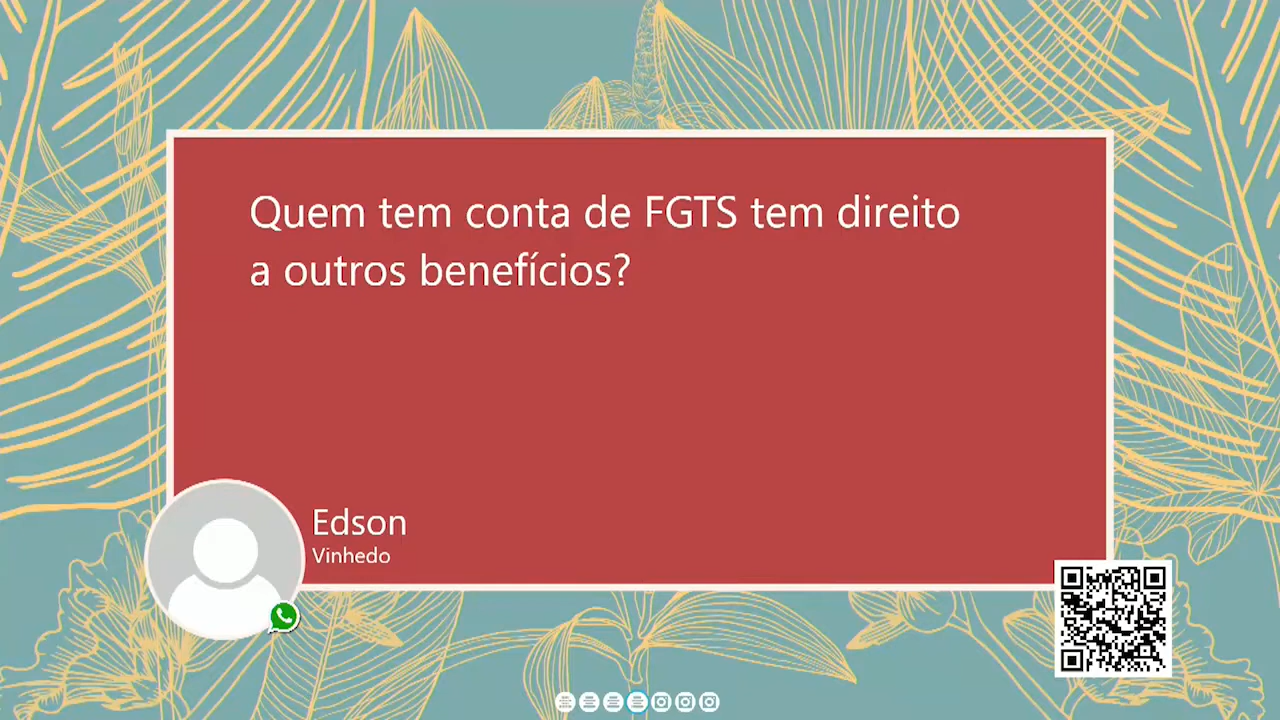 Quem tem conta de FGTS tem direito
a outros benefícios?
Edson
Vinhedo